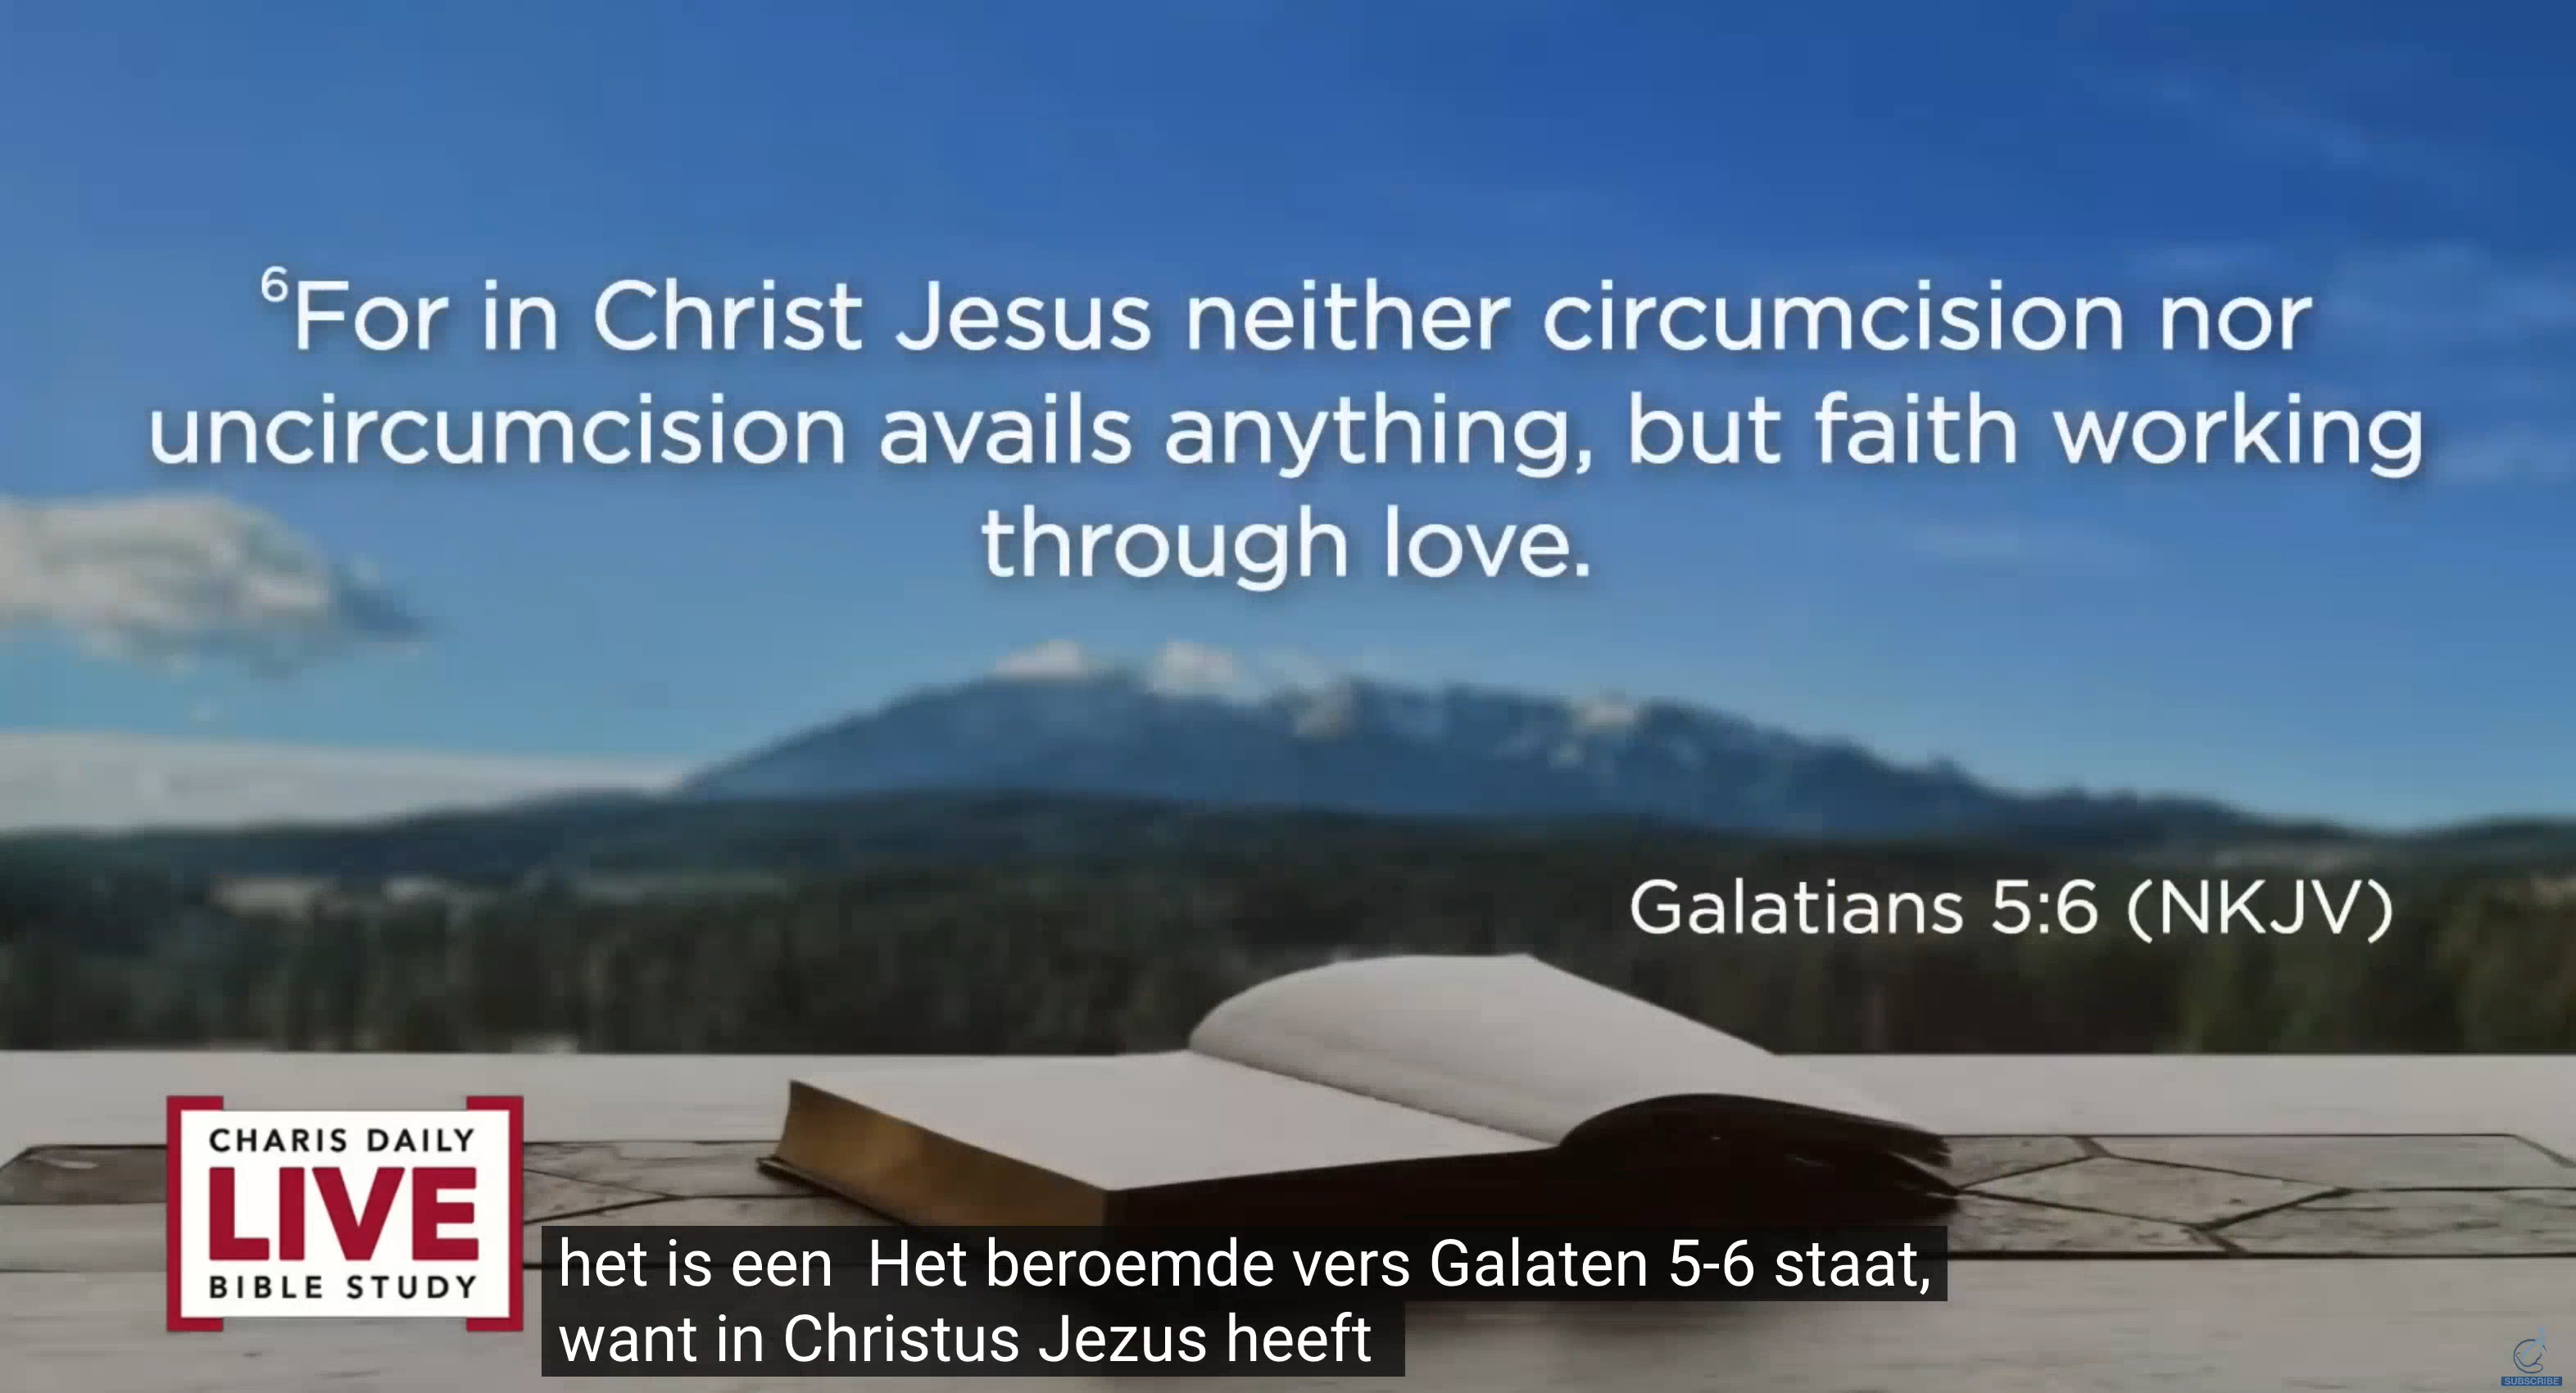 ⁶For in Christ Jesus neither circumcision nor
uncircumcision avails anything, but faith working
through love.
Galatians 5:6 (NKJV)
CHARIS DAILY
LIVE
BIBLE STUDY
het is een  Het beroemde vers Galaten 5-6 staat,
want in Christus Jezus heeft
SUBSCRIBE